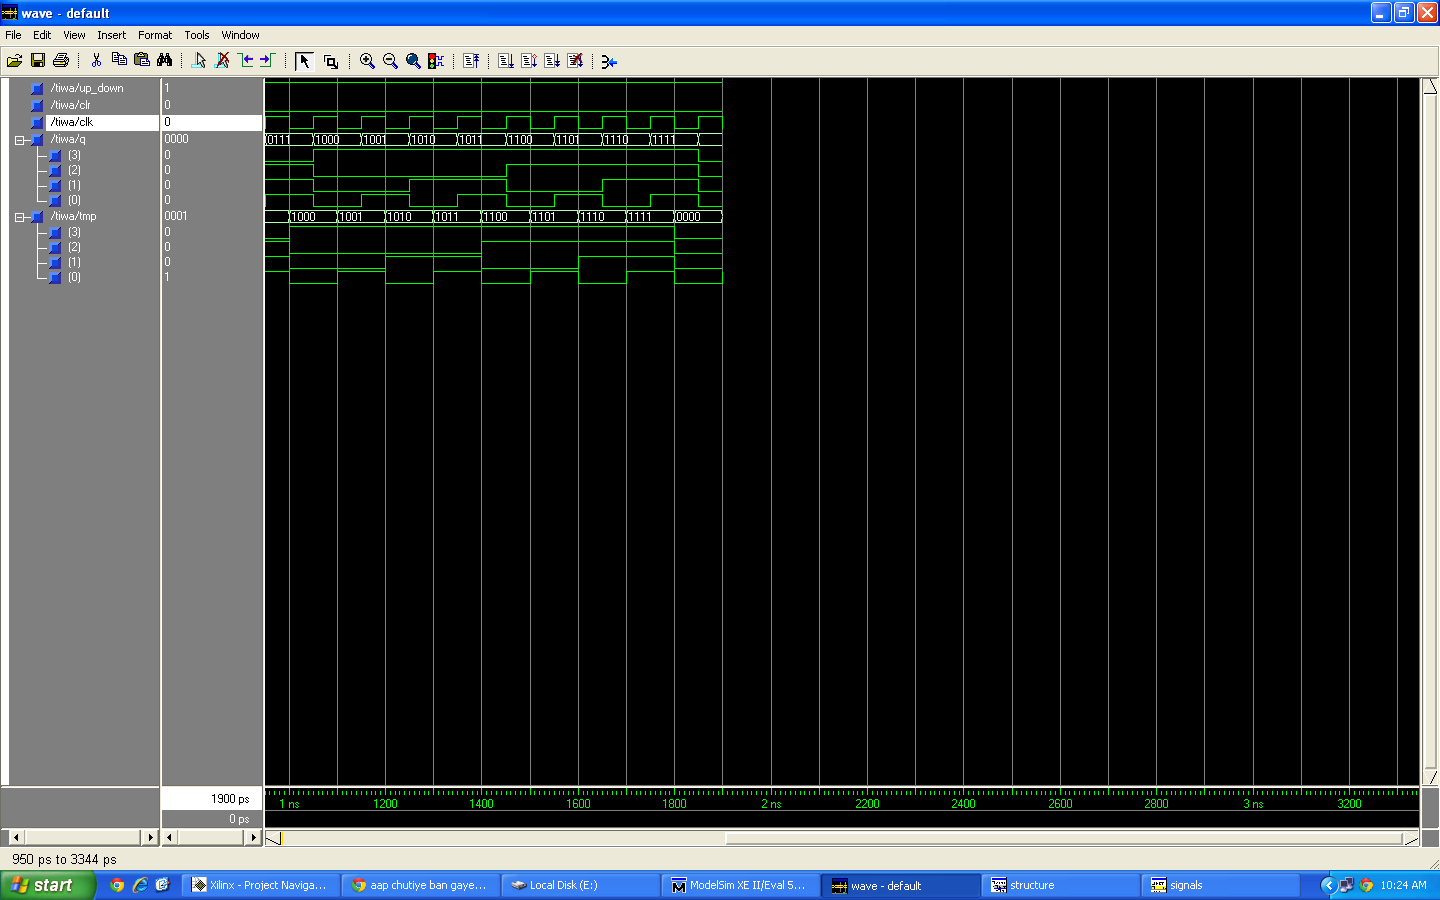 wave - default
File Edit View Insert Format Tools Window
/tiwa/up_down 1
/tiwa/clr 0
/tiwa/clk 0
/tiwa/q 0000 0111 1000 1001 1010 1011 1100 1101 1110 1111
(3) 0
(2) 0
(1) 0
(0) 0
/tiwa/tmp 0001 1000 1001 1010 1011 1100 1101 1110 1111 0000
(3) 0
(2) 0
(1) 0
(0) 1
1900 ps 1 ns 1200 1400 1600 1800 2 ns 2200 2400 2600 2800 3 ns 3200
0 ps
950 ps to 3344 ps
start Xilinx - Project Naviga... aap chutiye ban gaye... Local Disk (E:) ModelSim XE II/Eval 5... wave - default structure signals 10:24 AM